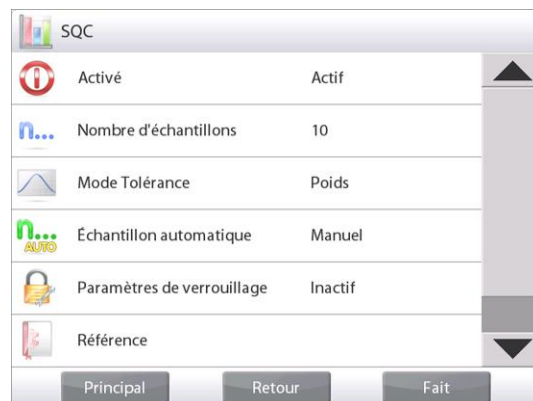 SQC
Activé Actif
n... Nombre d'échantillons 10
Mode Tolérance Poids
n... AUTO Échantillon automatique Manuel
Paramètres de verrouillage Inactif
Référence
Principal Retour Fait